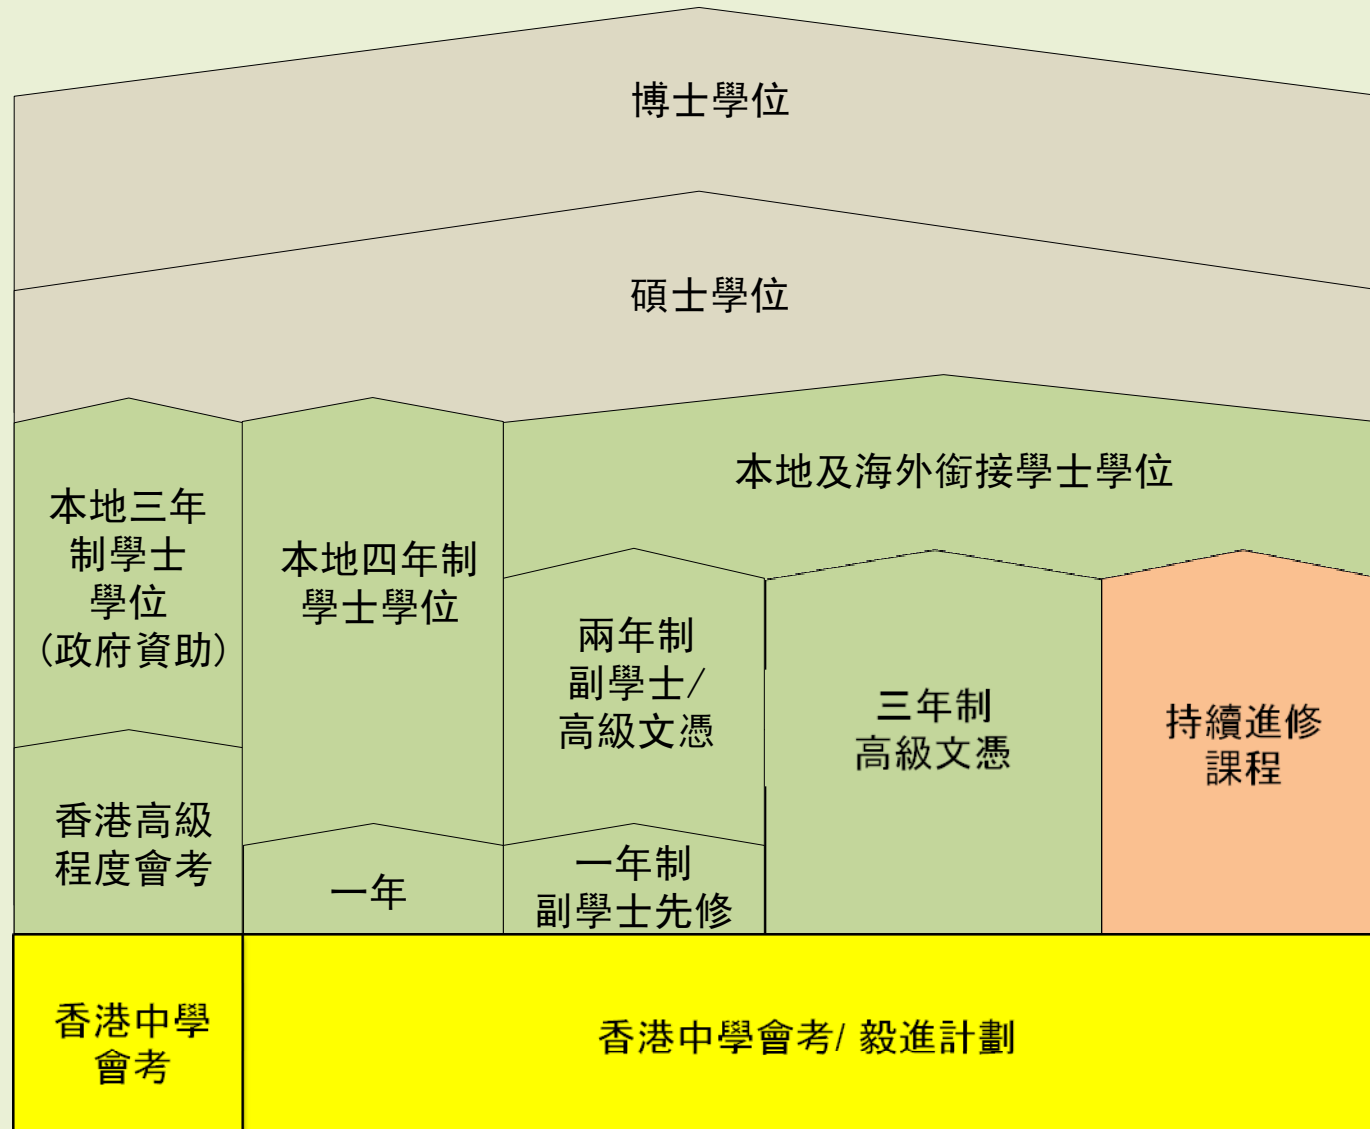 博士學位
碩士學位
本地及海外銜接學士學位
本地三年
制學士
學位
(政府資助)
本地四年制
學士學位
兩年制
副學士/
高級文憑
三年制
高級文憑
持續進修
課程
香港高級
程度會考
一年
一年制
副學士先修
香港中學
會考
香港中學會考/ 毅進計劃